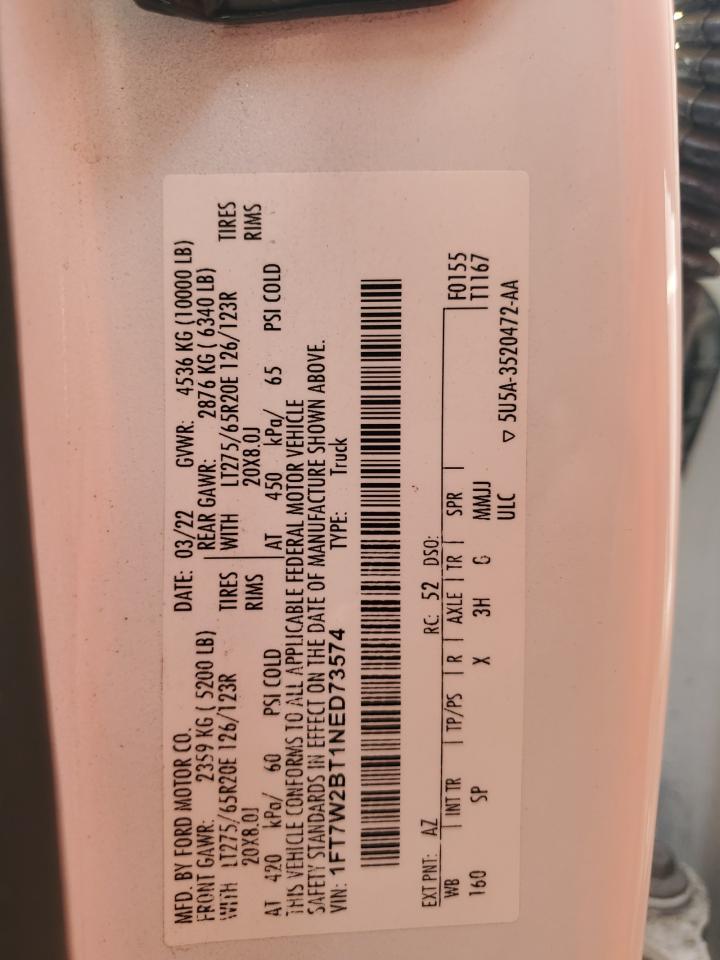 MFD. BY FORD MOTOR CO. DATE: 03/22 GVWR: 4536 KG (10000 LB)
FRONT GAWR: 2359 KG ( 5200 LB) REAR GAWR: 2876 KG ( 6340 LB)
WITH LT275/65R20E 126/123R TIRES WITH LT275/65R20E 126/123R TIRES
20X8.0J RIMS 20X8.0J RIMS
AT 420 kPa/ 60 PSI COLD AT 450 kPa/ 65 PSI COLD
THIS VEHICLE CONFORMS TO ALL APPLICABLE FEDERAL MOTOR VEHICLE
SAFETY STANDARDS IN EFFECT ON THE DATE OF MANUFACTURE SHOWN ABOVE.
VIN: 1FT7W2BT1NED73574 TYPE: Truck
EXT PNT: AZ RC: 52 DSO: F0155
WB INT TR TP/PS R AXLE TR SPR T1167
160 SP X 3H G MMJJ
ULC
▽ 5U5A-3520472-AA